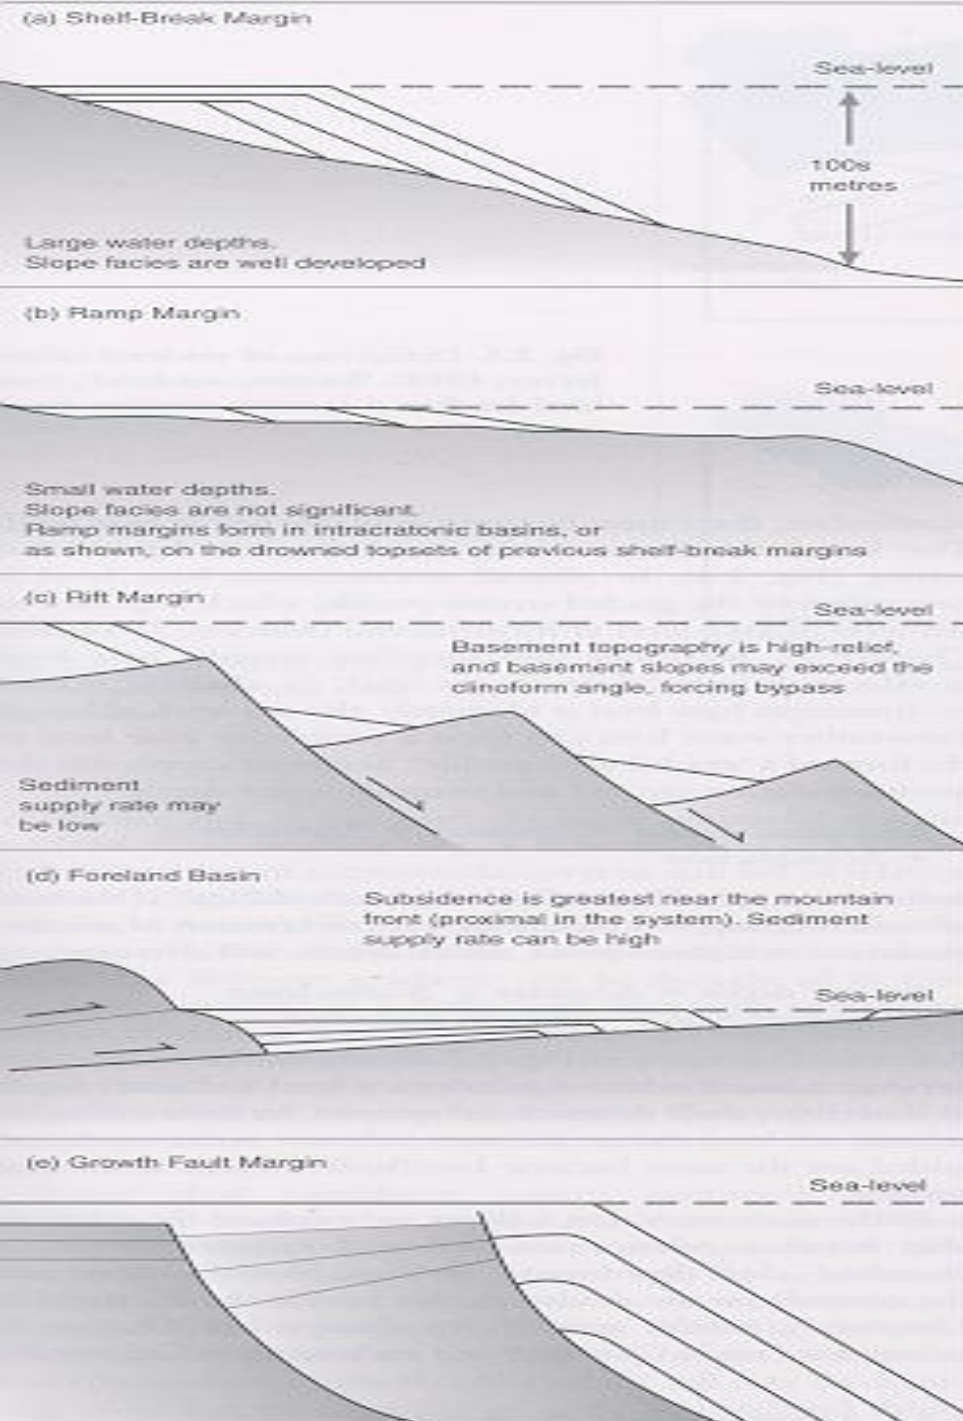 (a) Shelf-Break Margin
Sea-level
100s
metres
Large water depths.
Slope facies are well developed
(b) Ramp Margin
Sea-level
Small water depths.
Slope facies are not significant.
Ramp margins form in intracratonic basins, or
as shown, on the drowned topsets of previous shelf-break margins
(c) Rift Margin
Sea-level
Basement topography is high-relief,
and basement slopes may exceed the
clinoform angle, forcing bypass
Sediment
supply rate may
be low
(d) Foreland Basin
Subsidence is greatest near the mountain
front (proximal in the system). Sediment
supply rate can be high
Sea-level
(e) Growth Fault Margin
Sea-level